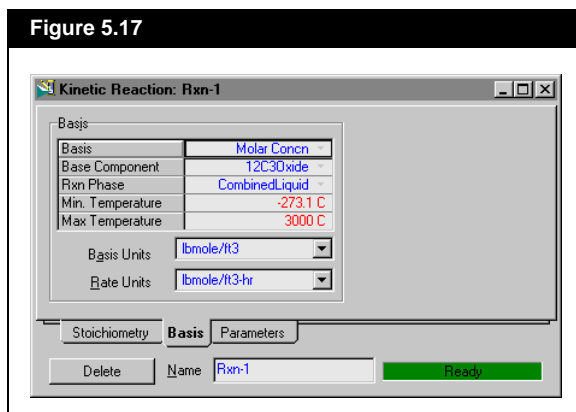 Figure 5.17
Kinetic Reaction: Rxn-1
Basis
Basis Molar Concn
Base Component 12C3Oxide
Rxn Phase CombinedLiquid
Min. Temperature -273.1 C
Max Temperature 3000 C
Basis Units lbmole/ft3
Rate Units lbmole/ft3-hr
Stoichiometry Basis Parameters
Delete Name Rxn-1 Ready